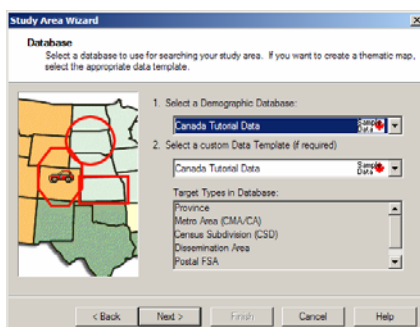 Study Area Wizard
Database
Select a database to use for searching your study area. If you want to create a thematic map,
select the appropriate data template.
1. Select a Demographic Database:
Canada Tutorial Data
Sample
Data
2. Select a custom Data Template (if required)
Canada Tutorial Data
Sample
Data
Target Types in Database:
Province
Metro Area (CMA/CA)
Census Subdivision (CSD)
Dissemination Area
Postal FSA
< Back
Next >
Finish
Cancel
Help